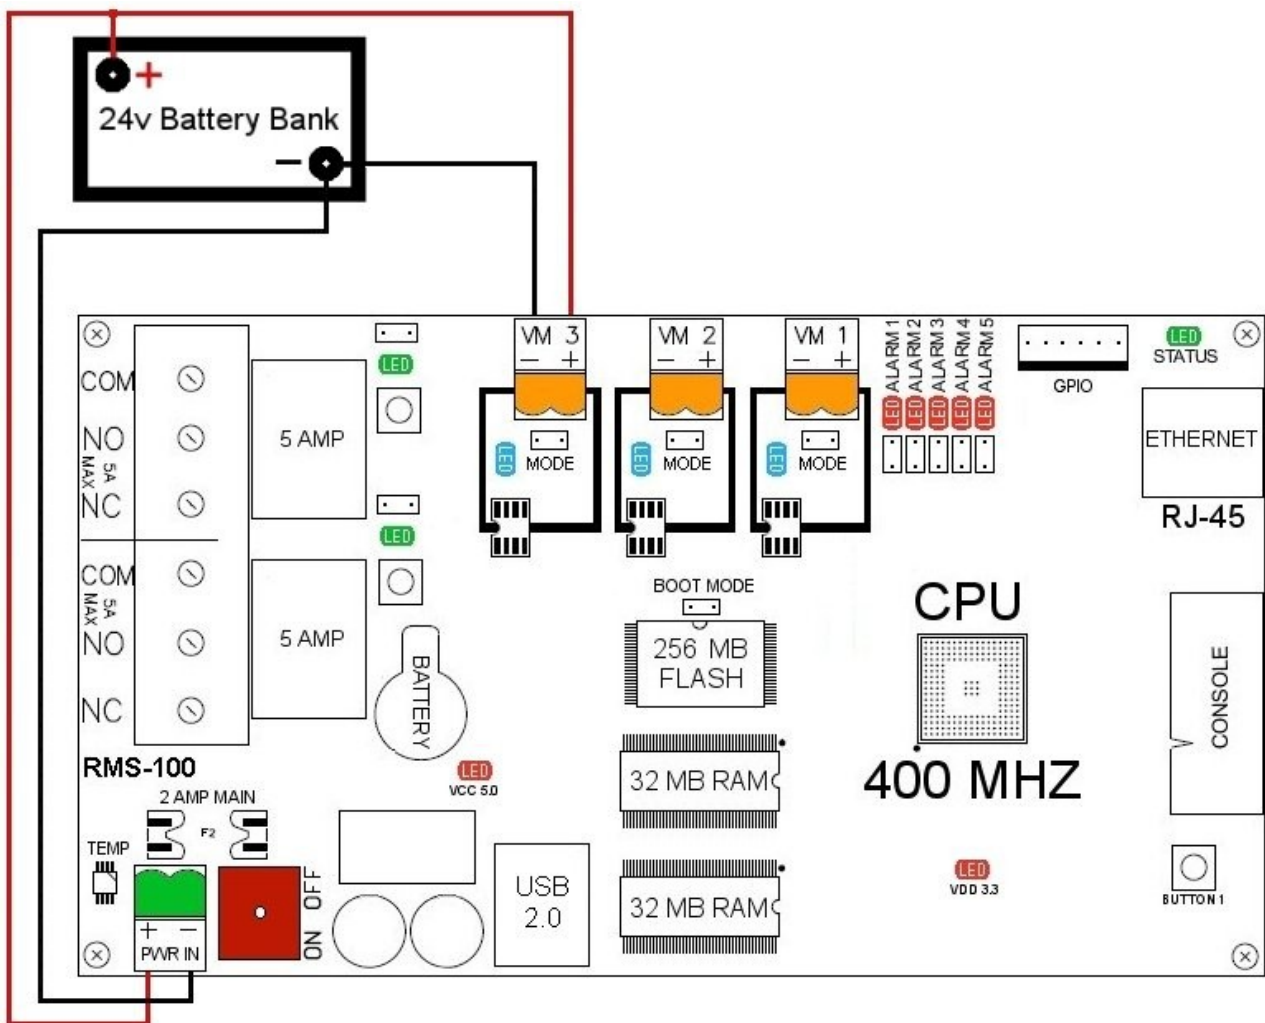 +
24v Battery Bank
−
VM 3
− +
VM 2
− +
VM 1
− +
ALARM 1
ALARM 2
ALARM 3
ALARM 4
ALARM 5
LED
LED
LED
LED
LED
GPIO
LED
STATUS
COM
NO
5A
MAX
NC
5 AMP
LED
LED
COM
5A
MAX
NO
NC
5 AMP
LED
MODE
LED
MODE
LED
MODE
ETHERNET
RJ-45
BOOT MODE
256 MB
FLASH
CPU
400 MHZ
CONSOLE
BATTERY
RMS-100
LED
VCC 5.0
32 MB RAM
2 AMP MAIN
F2
TEMP
+ −
PWR IN
ON OFF
USB
2.0
32 MB RAM
LED
VDD 3.3
BUTTON 1